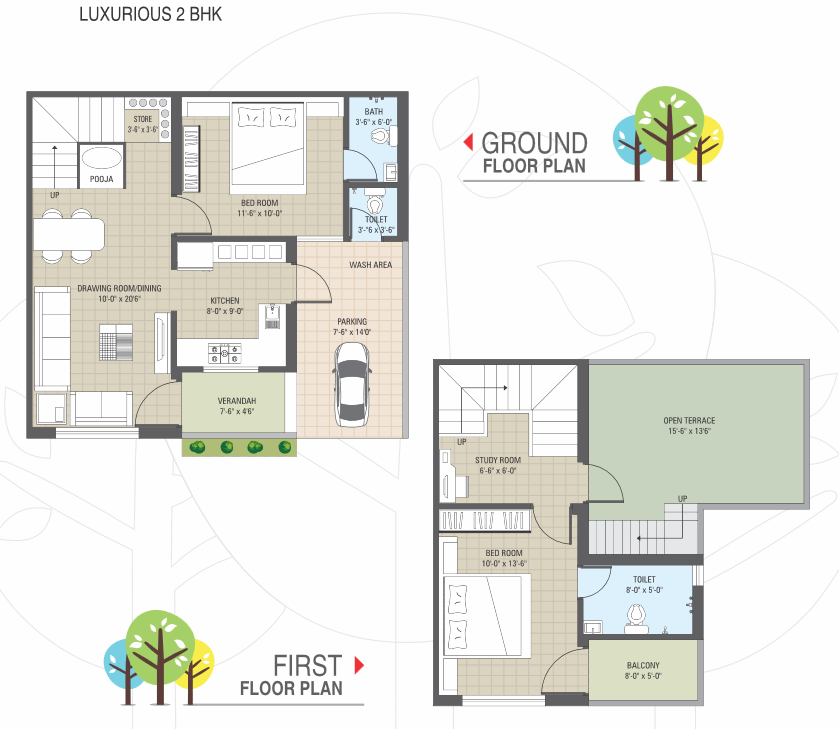 LUXURIOUS 2 BHK
GROUND
FLOOR PLAN
STORE
3'-6" x 3'-6"
POOJA
UP
BATH
3'-6" x 6'-0"
BED ROOM
11'-6" x 10'-0"
TOILET
3'-"6 x 3'-6"
WASH AREA
DRAWING ROOM/DINING
10'-0" x 20'6"
KITCHEN
8'-0" x 9'-0"
PARKING
7'-6" x 14'0"
VERANDAH
7'-6" x 4'6"
OPEN TERRACE
15'-6" x 13'6"
UP
STUDY ROOM
6'-6" x 6'-0"
UP
BED ROOM
10'-0" x 13'-6"
TOILET
8'-0" x 5'-0"
BALCONY
8'-0" x 5'-0"
FIRST
FLOOR PLAN